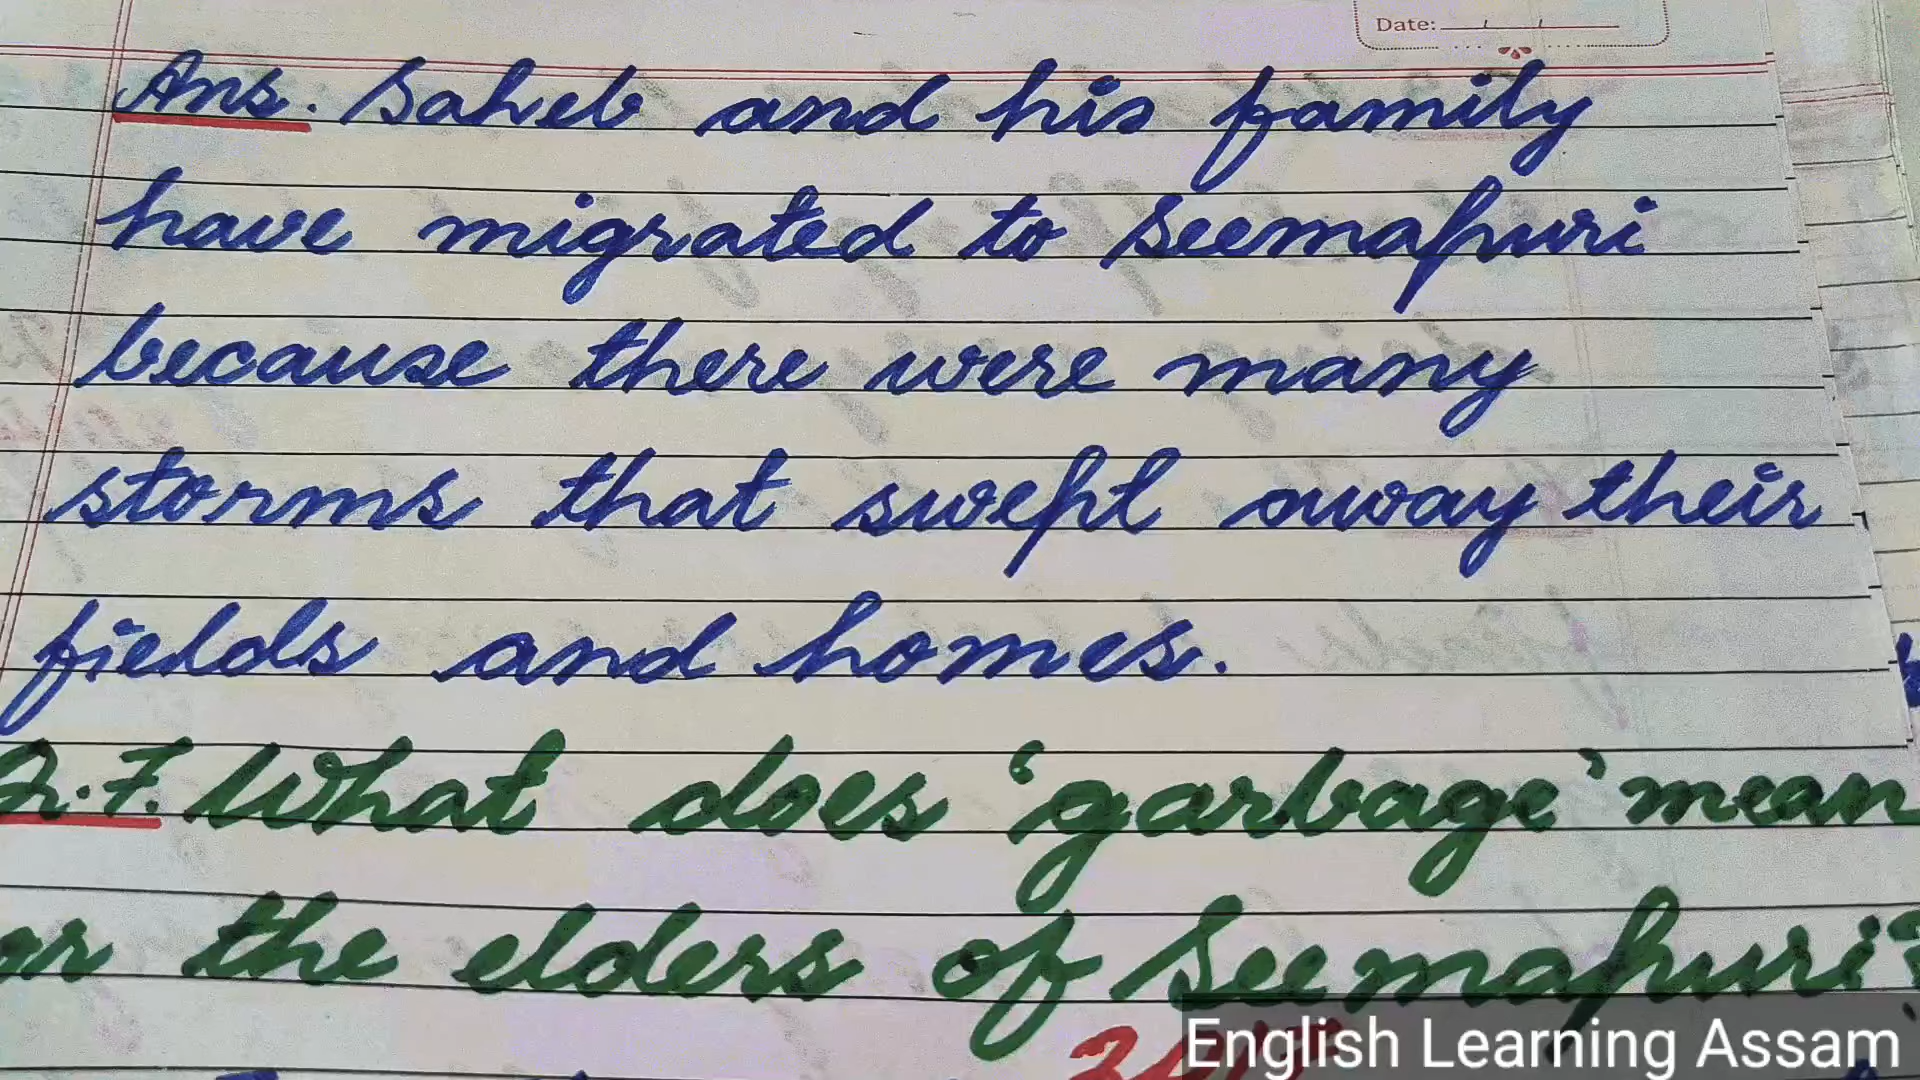 Date:
Ans. Saheb and his family
have migrated to Seemapuri
because there were many
storms that swept away their
fields and homes.
Q.7. What does 'garbage' mean
or the elders of Seemapuri?
English Learning Assam